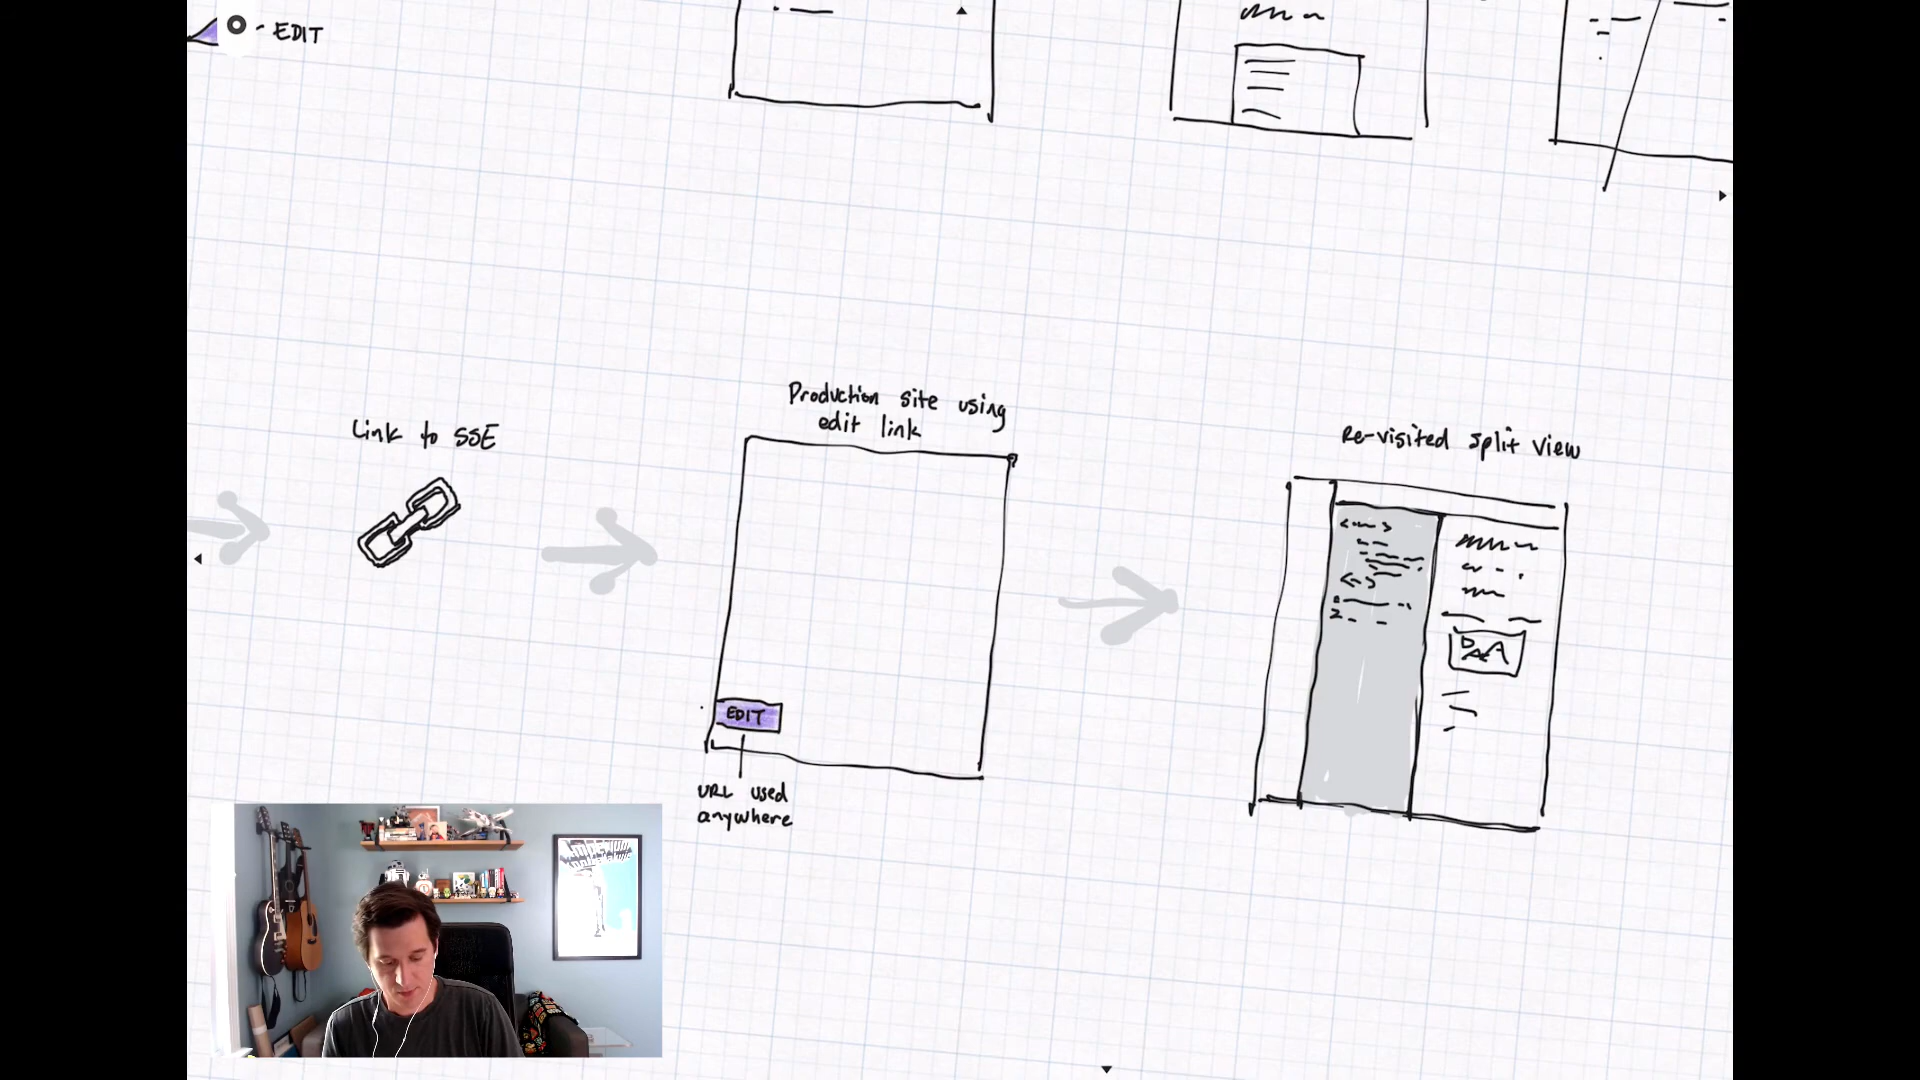 - EDIT
Link to SSE
Production site using
edit link
Re-visited split view
EDIT
URL used
anywhere